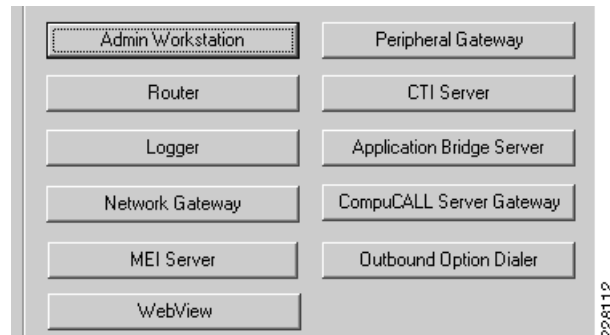 Admin Workstation
Peripheral Gateway
Router
CTI Server
Logger
Application Bridge Server
Network Gateway
CompuCALL Server Gateway
MEI Server
Outbound Option Dialer
WebView
228112